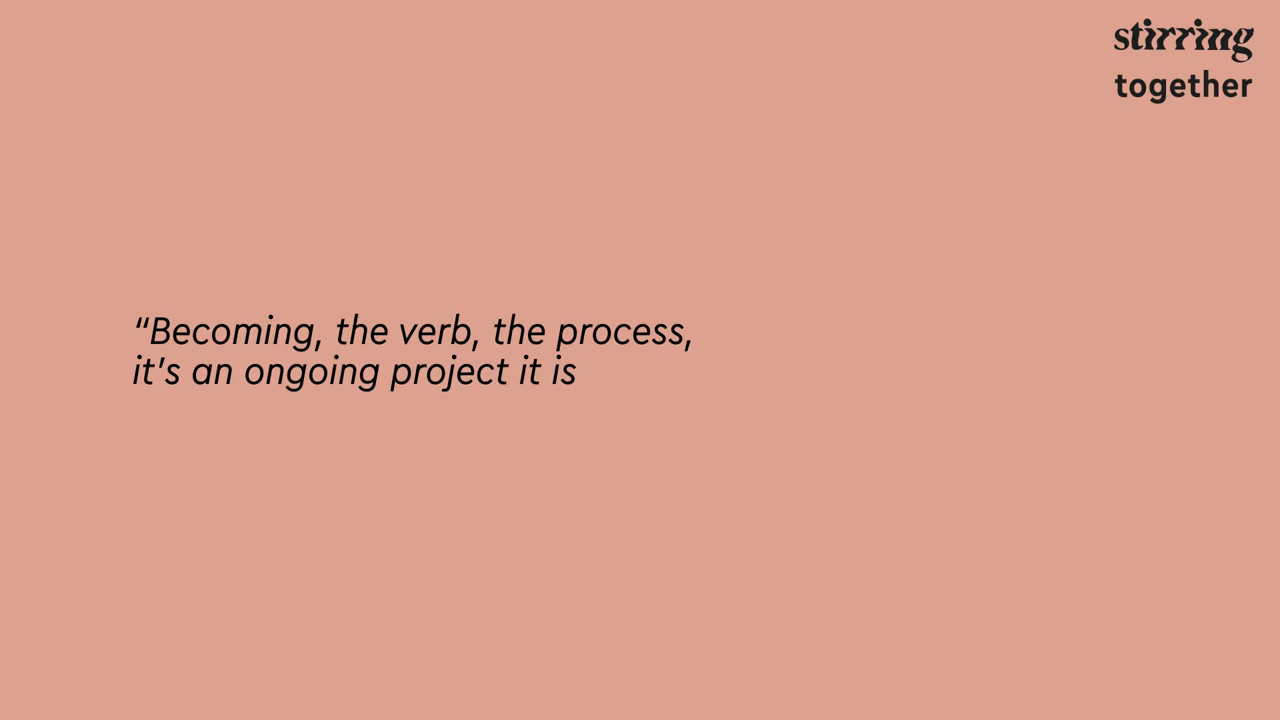 stirring
together
“Becoming, the verb, the process,
it's an ongoing project it is